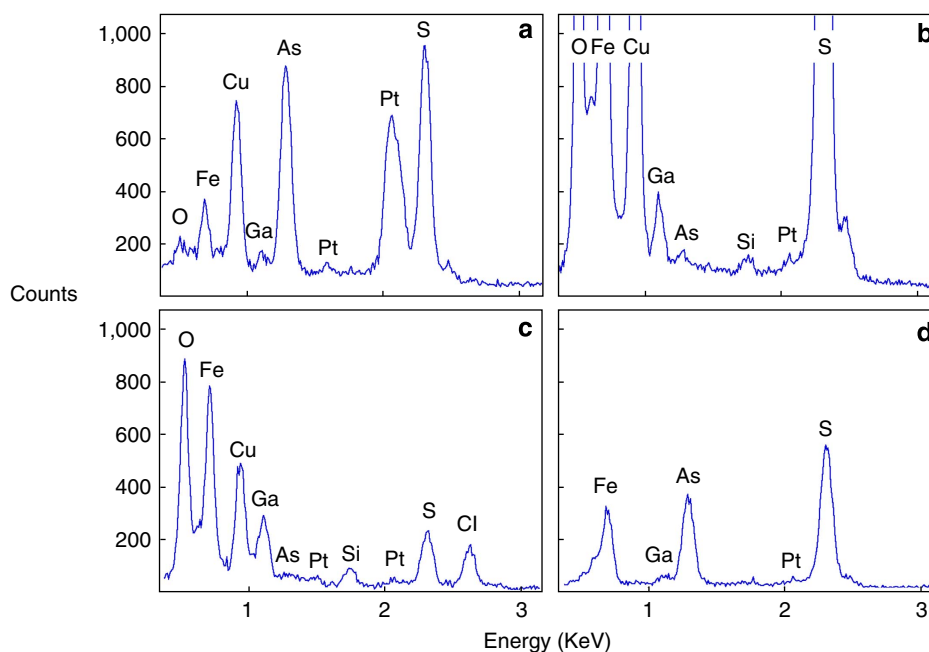 1,000
800
600
400
200
O
Fe
Cu
Ga
As
Pt
Pt
S
a
O
Fe
Cu
Ga
As
Si
Pt
S
b
Counts
1,000
800
600
400
200
O
Fe
Cu
Ga
As
Pt
Si
Pt
S
Cl
c
Fe
Ga
As
Pt
S
d
1
2
3
1
2
3
Energy (KeV)